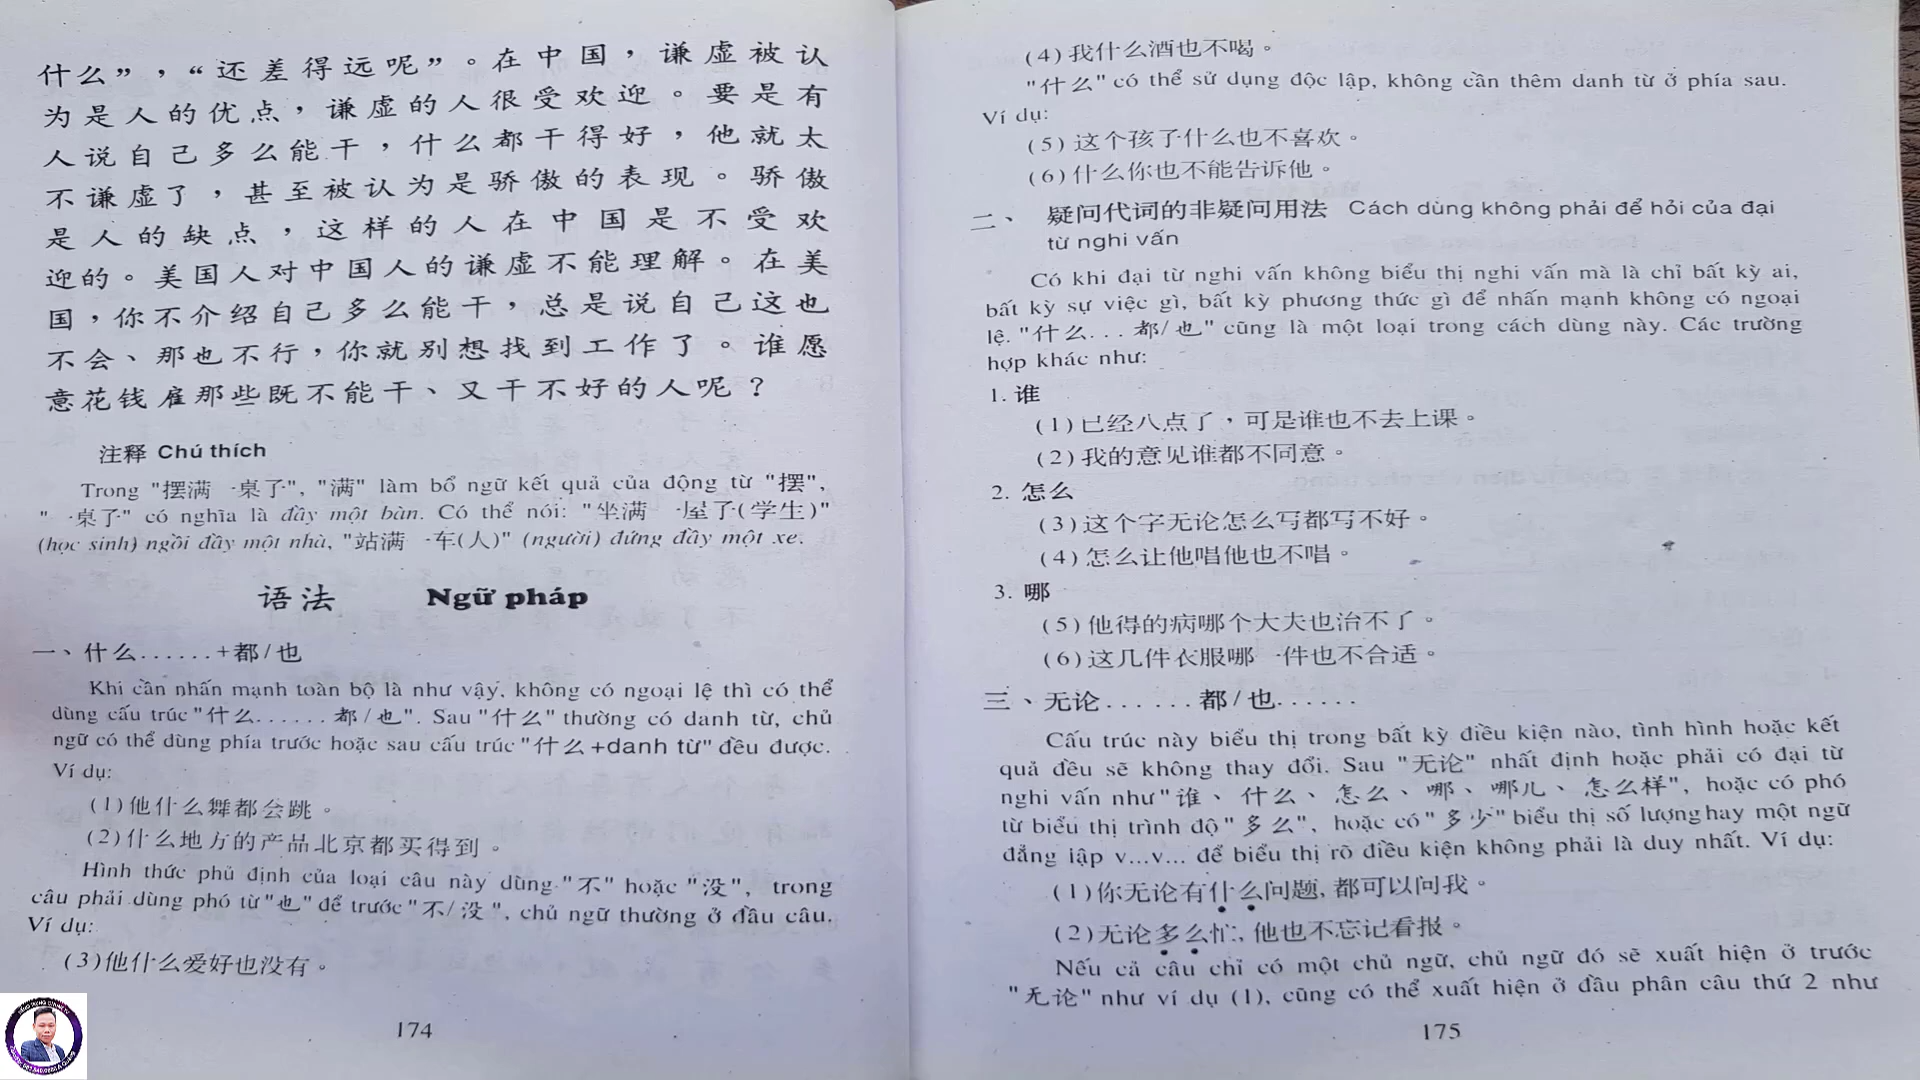 什么”，“还差得远呢”。在中国，谦虚被认
为是人的优点，谦虚的人很受欢迎。要是有
人说自己多么能干，什么都干得好，他就太
不谦虚了，甚至被认为是骄傲的表现。骄傲
是人的缺点，这样的人在中国是不受欢
迎的。美国人对中国人的谦虚不能理解。在美
国，你不介绍自己多么能干，总是说自己这也
不会、那也不行，你就别想找到工作了。谁愿
意花钱雇那些既不能干、又干不好的人呢？
注释 Chú thích
Trong "摆满一桌子", "满" làm bổ ngữ kết quả của động từ "摆",
"一桌子" có nghĩa là đầy một bàn. Có thể nói: "坐满一屋子(学生)"
(học sinh) ngồi đầy một nhà, "站满一车(人)" (người) đứng đầy một xe.
语法 Ngữ pháp
一、什么......+都/也
Khi cần nhấn mạnh toàn bộ là như vậy, không có ngoại lệ thì có thể
dùng cấu trúc "什么......都/也". Sau "什么" thường có danh từ, chủ
ngữ có thể dùng phía trước hoặc sau cấu trúc "什么+danh từ" đều được.
Ví dụ:
(1)他什么舞都会跳。
(2)什么地方的产品北京都买得到。
Hình thức phủ định của loại câu này dùng "不" hoặc "没", trong
câu phải dùng phó từ "也" để trước "不/没", chủ ngữ thường ở đầu câu.
Ví dụ:
(3)他什么爱好也没有。
174
(4)我什么酒也不喝。
"什么" có thể sử dụng độc lập, không cần thêm danh từ ở phía sau.
Ví dụ:
(5)这个孩子什么也不喜欢。
(6)什么你也不能告诉他。
二、疑问代词的非疑问用法 Cách dùng không phải để hỏi của đại
từ nghi vấn
Có khi đại từ nghi vấn không biểu thị nghi vấn mà là chỉ bất kỳ ai,
bất kỳ sự việc gì, bất kỳ phương thức gì để nhấn mạnh không có ngoại
lệ. "什么...都/也" cũng là một loại trong cách dùng này. Các trường
hợp khác như:
1. 谁
(1)已经八点了，可是谁也不去上课。
(2)我的意见谁都不同意。
2. 怎么
(3)这个字无论怎么写都写不好。
(4)怎么让他唱他也不唱。
3. 哪
(5)他得的病哪个大夫也治不了。
(6)这几件衣服哪一件也不合适。
三、无论......都/也......
Cấu trúc này biểu thị trong bất kỳ điều kiện nào, tình hình hoặc kết
quả đều sẽ không thay đổi. Sau "无论" nhất định hoặc phải có đại từ
nghi vấn như "谁、什么、怎么、哪、哪儿、怎么样", hoặc có phó
từ biểu thị trình độ "多么", hoặc có "多少" biểu thị số lượng hay một ngữ
đẳng lập v...v... để biểu thị rõ điều kiện không phải là duy nhất. Ví dụ:
(1)你无论有什么问题,都可以问我。
(2)无论多么忙,他也不忘记看报。
Nếu cả câu chỉ có một chủ ngữ, chủ ngữ đó sẽ xuất hiện ở trước
"无论" như ví dụ (1), cũng có thể xuất hiện ở đầu phân câu thứ 2 như
175